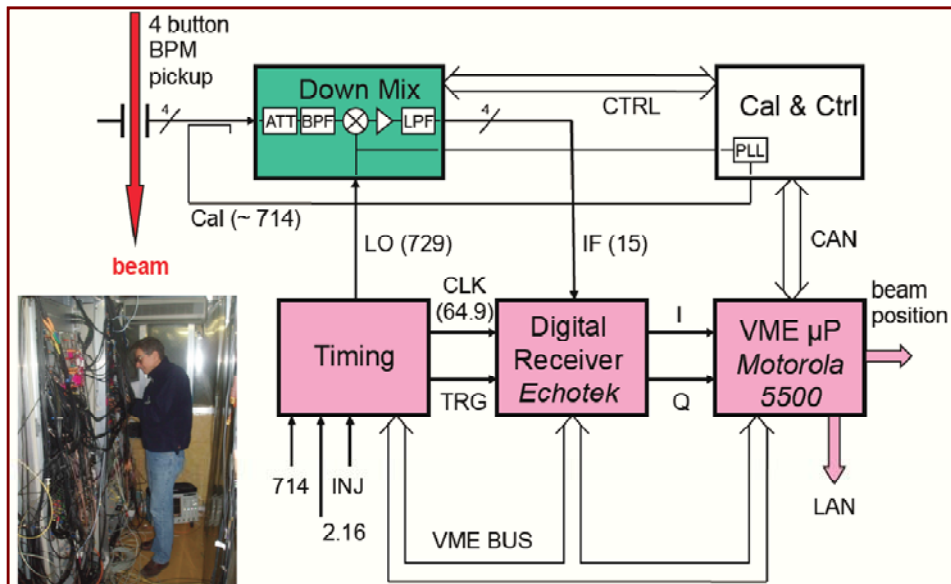 4 button
BPM
pickup
4
Down Mix
ATT
BPF
LPF
4
CTRL
Cal & Ctrl
PLL
Cal (~ 714)
beam
LO (729)
IF (15)
CAN
CLK
(64.9)
Timing
TRG
Digital
Receiver
Echotek
I
Q
VME µP
Motorola
5500
beam
position
714
INJ
2.16
VME BUS
LAN